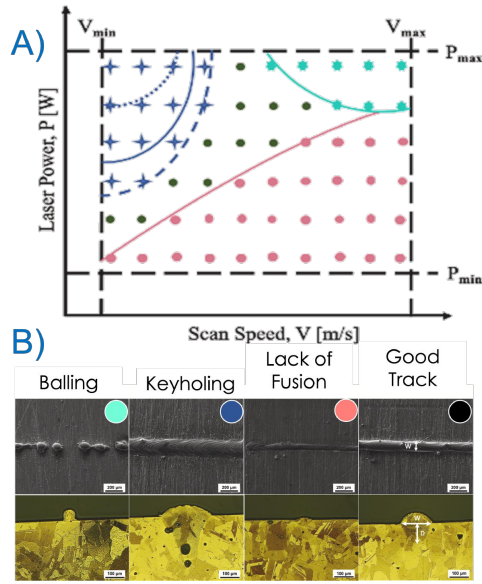 A)
Vmin
Vmax
Pmax
Laser Power, P [W]
Pmin
Scan Speed, V [m/s]
B)
Balling
Keyholing
Lack of
Fusion
Good
Track
W
200 μm
200 μm
200 μm
200 μm
W
D
100 μm
100 μm
100 μm
100 μm